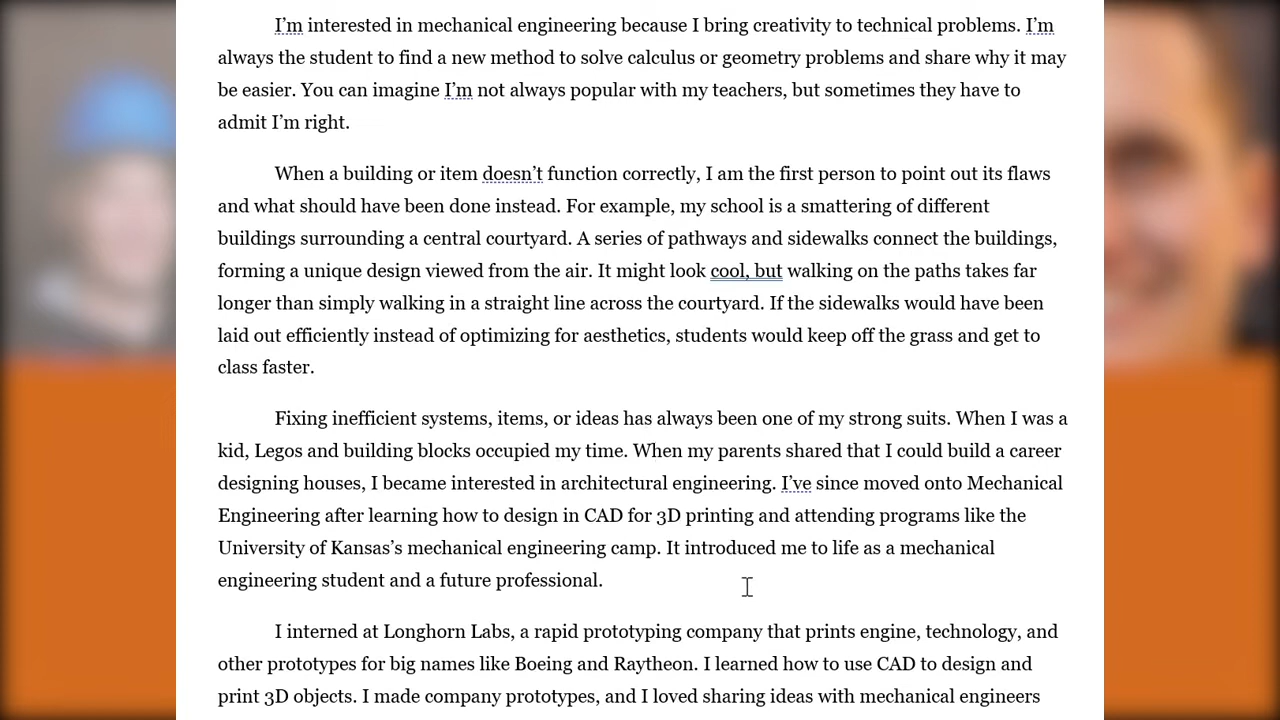 I’m interested in mechanical engineering because I bring creativity to technical problems. I’m
always the student to find a new method to solve calculus or geometry problems and share why it may
be easier. You can imagine I’m not always popular with my teachers, but sometimes they have to
admit I’m right.
When a building or item doesn’t function correctly, I am the first person to point out its flaws
and what should have been done instead. For example, my school is a smattering of different
buildings surrounding a central courtyard. A series of pathways and sidewalks connect the buildings,
forming a unique design viewed from the air. It might look cool, but walking on the paths takes far
longer than simply walking in a straight line across the courtyard. If the sidewalks would have been
laid out efficiently instead of optimizing for aesthetics, students would keep off the grass and get to
class faster.
Fixing inefficient systems, items, or ideas has always been one of my strong suits. When I was a
kid, Legos and building blocks occupied my time. When my parents shared that I could build a career
designing houses, I became interested in architectural engineering. I’ve since moved onto Mechanical
Engineering after learning how to design in CAD for 3D printing and attending programs like the
University of Kansas’s mechanical engineering camp. It introduced me to life as a mechanical
engineering student and a future professional.
I interned at Longhorn Labs, a rapid prototyping company that prints engine, technology, and
other prototypes for big names like Boeing and Raytheon. I learned how to use CAD to design and
print 3D objects. I made company prototypes, and I loved sharing ideas with mechanical engineers